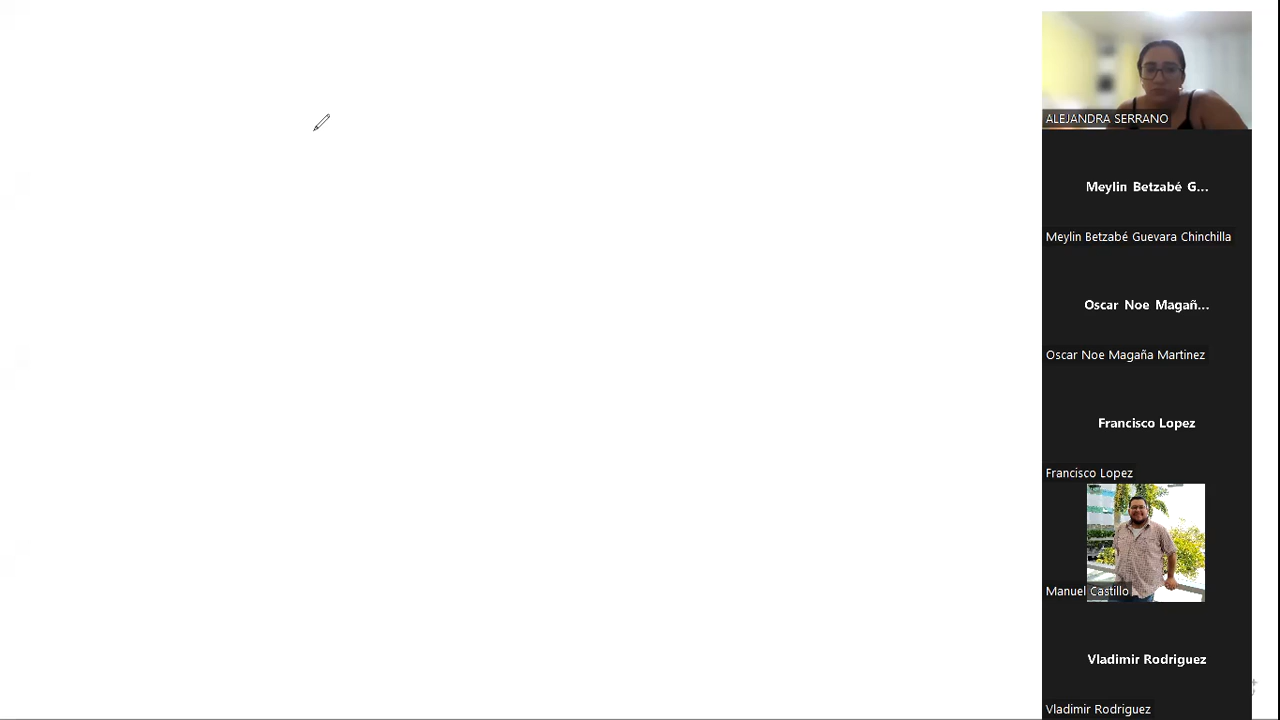 ALEJANDRA SERRANO
Meylin Betzabé G...
Meylin Betzabé Guevara Chinchilla
Oscar Noe Magañ...
Oscar Noe Magaña Martinez
Francisco Lopez
Francisco Lopez
Manuel Castillo
Vladimir Rodriguez
Vladimir Rodriguez